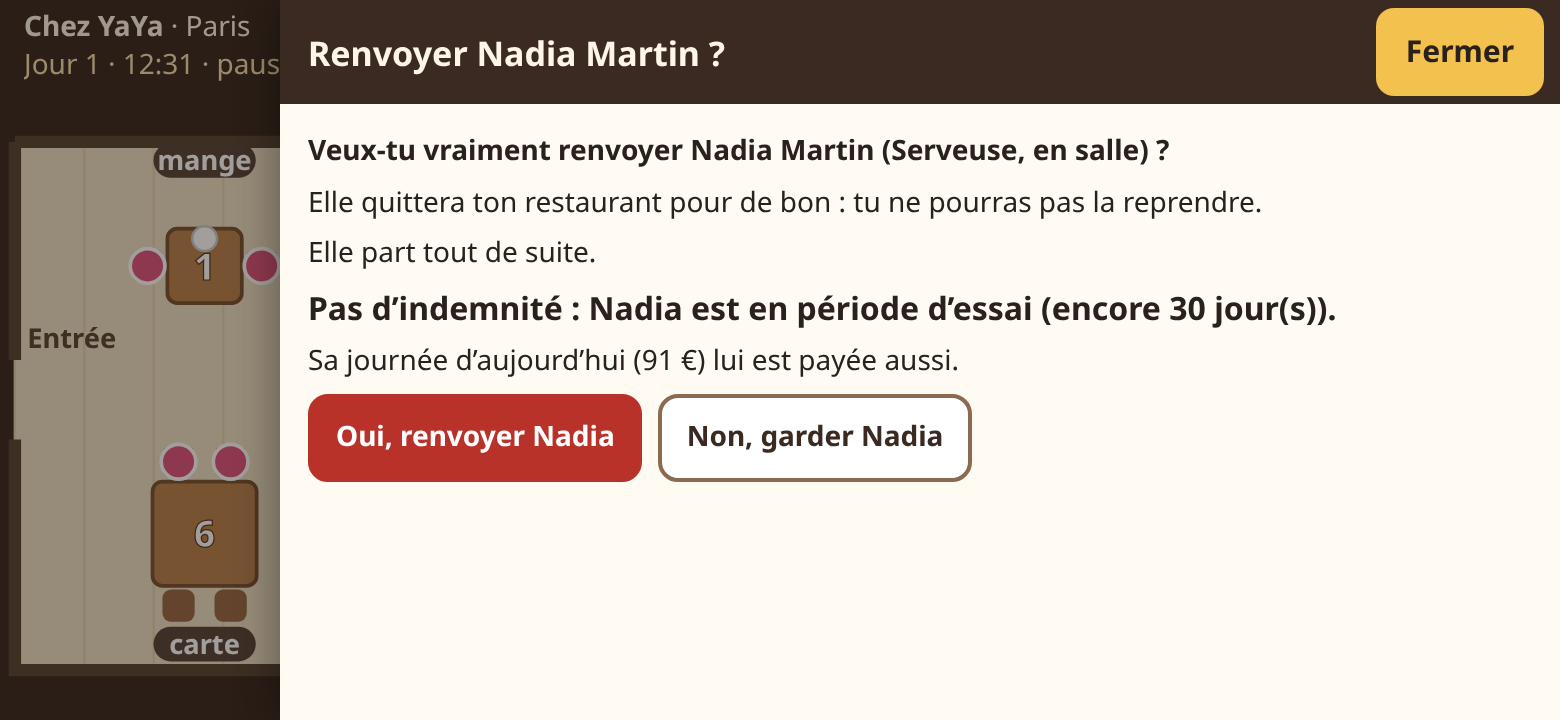 Chez YaYa · Paris
Jour 1 · 12:31 · paus
Renvoyer Nadia Martin ?
Fermer
mange
1
Entrée
6
carte
Veux-tu vraiment renvoyer Nadia Martin (Serveuse, en salle) ?
Elle quittera ton restaurant pour de bon : tu ne pourras pas la reprendre.
Elle part tout de suite.
Pas d’indemnité : Nadia est en période d’essai (encore 30 jour(s)).
Sa journée d’aujourd’hui (91 €) lui est payée aussi.
Oui, renvoyer Nadia
Non, garder Nadia